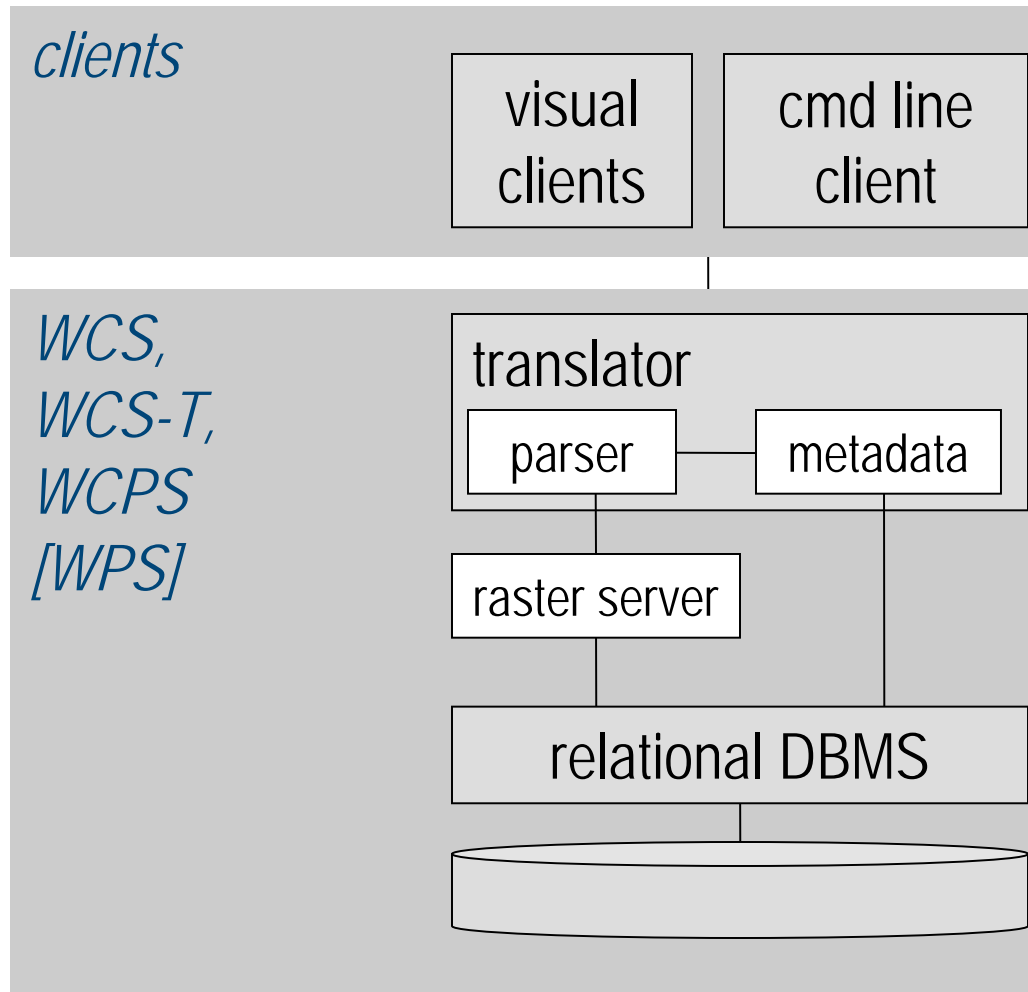 clients
visual
clients
cmd line
client
WCS,
WCS-T,
WCPS
[WPS]
translator
parser
metadata
raster server
relational DBMS